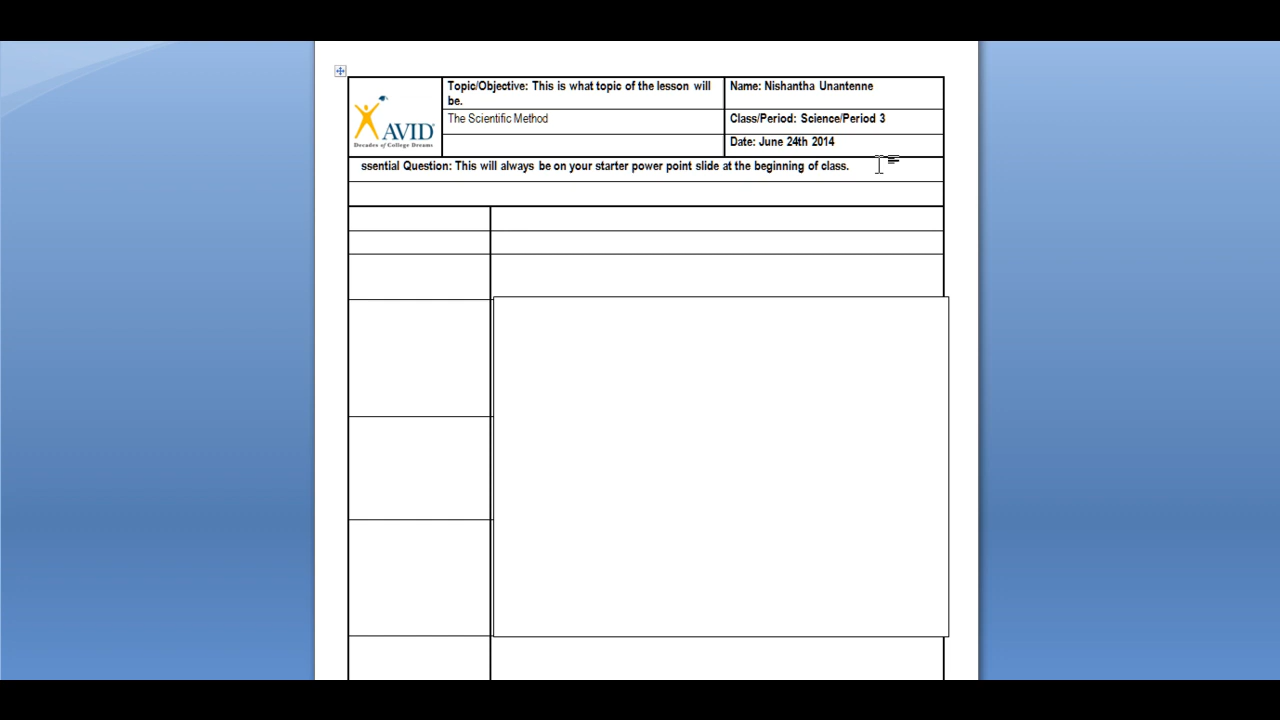 Topic/Objective: This is what topic of the lesson will
be.
The Scientific Method
Name: Nishantha Unantenne
Class/Period: Science/Period 3
Date: June 24th 2014
AVID
Decades of College Dreams
ssential Question: This will always be on your starter power point slide at the beginning of class.